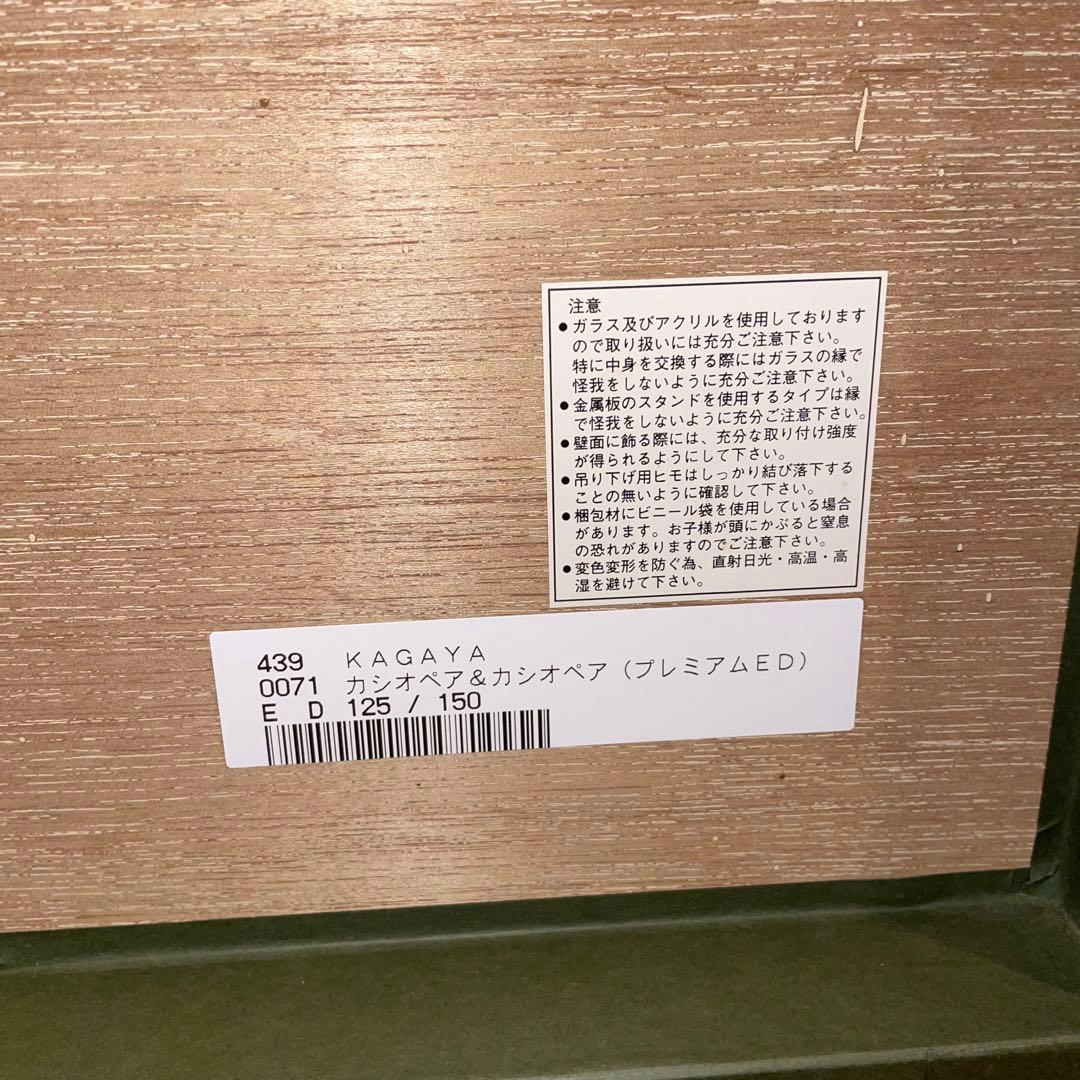 注意
●ガラス及びアクリルを使用しております
ので取り扱いには充分ご注意下さい。
特に中身を交換する際にはガラスの縁で
怪我をしないように充分ご注意下さい。
●金属板のスタンドを使用するタイプは縁
で怪我をしないように充分ご注意下さい。
●壁面に飾る際には、充分な取り付け強度
が得られるようにして下さい。
●吊り下げ用ヒモはしっかり結び落下する
ことの無いように確認して下さい。
●梱包材にビニール袋を使用している場合
があります。お子様が頭にかぶると窒息
の恐れがありますのでご注意下さい。
●変色変形を防ぐ為、直射日光・高温・高
湿を避けて下さい。
439 KAGAYA
0071 カシオペア＆カシオペア（プレミアムＥＤ）
E D 125 / 150